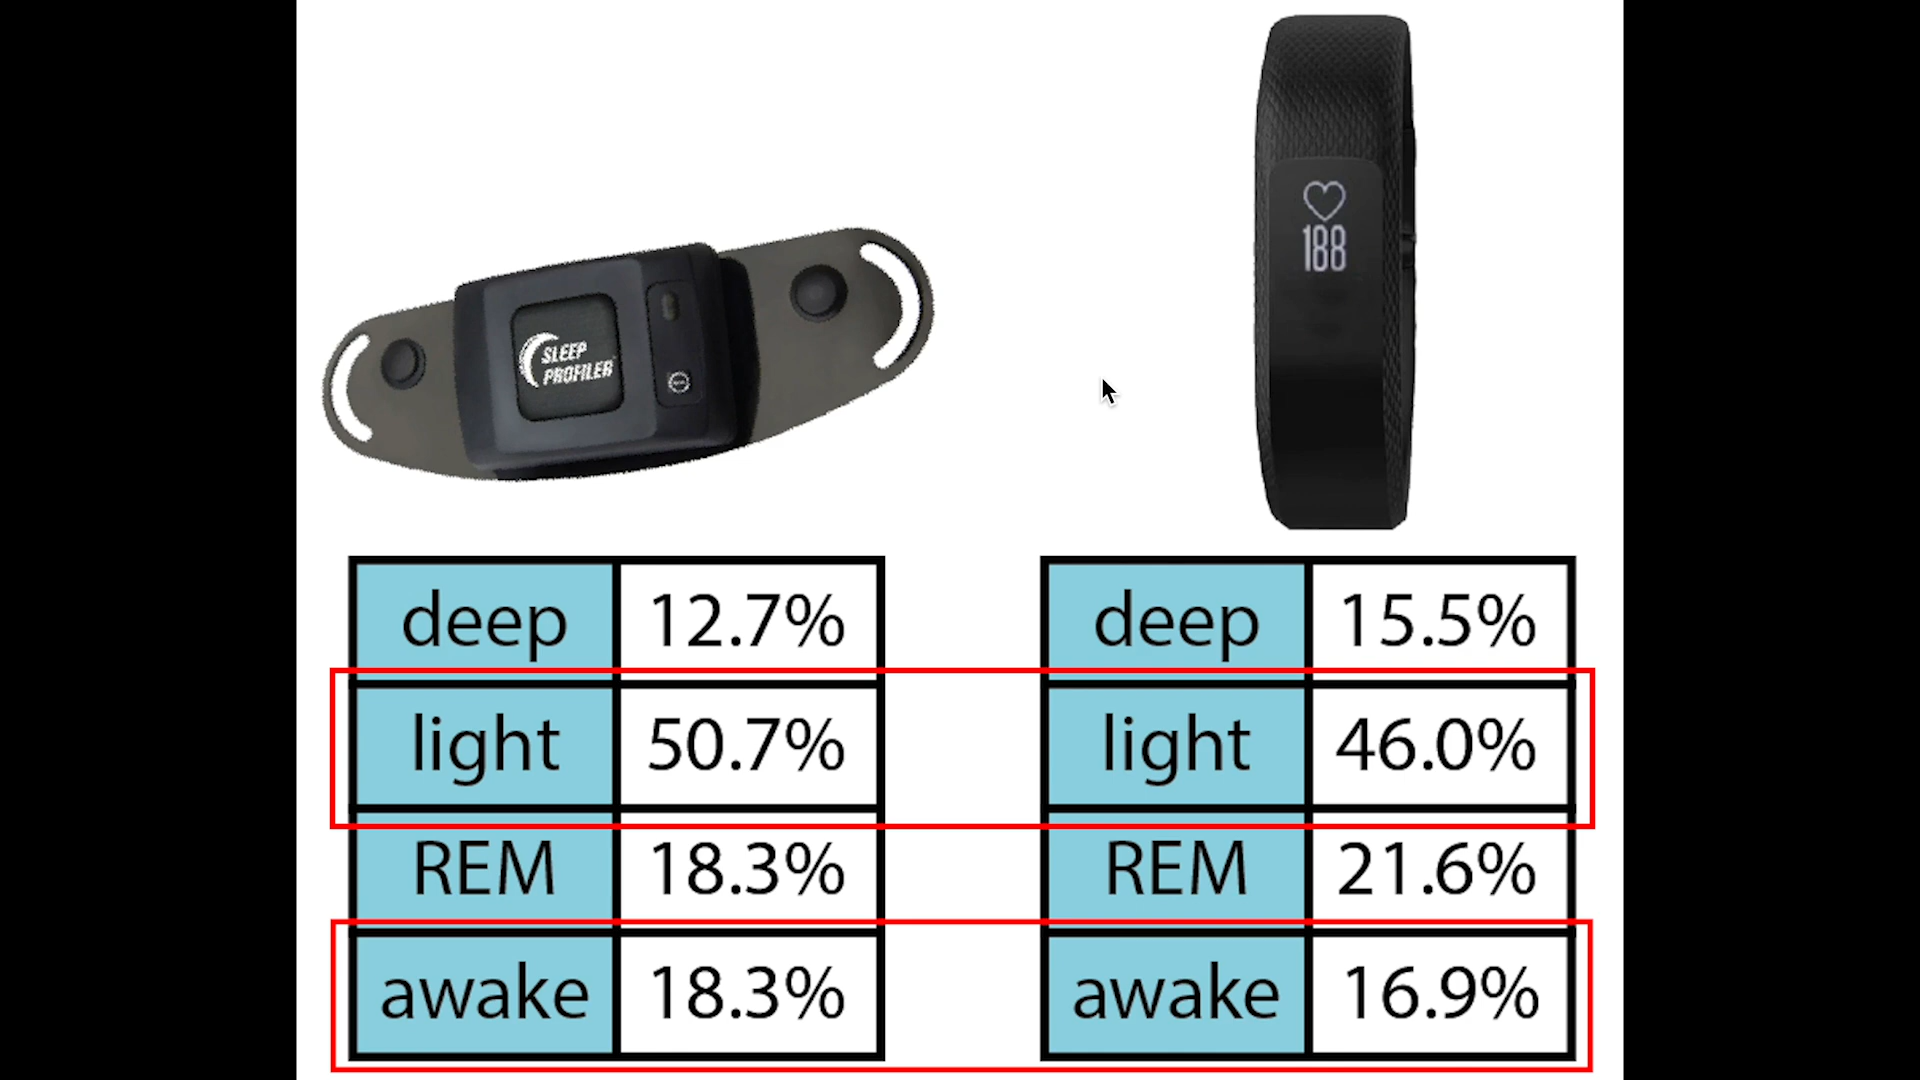 188
SLEEP
PROFILER
deep 12.7%
light 50.7%
REM 18.3%
awake 18.3%
deep 15.5%
light 46.0%
REM 21.6%
awake 16.9%